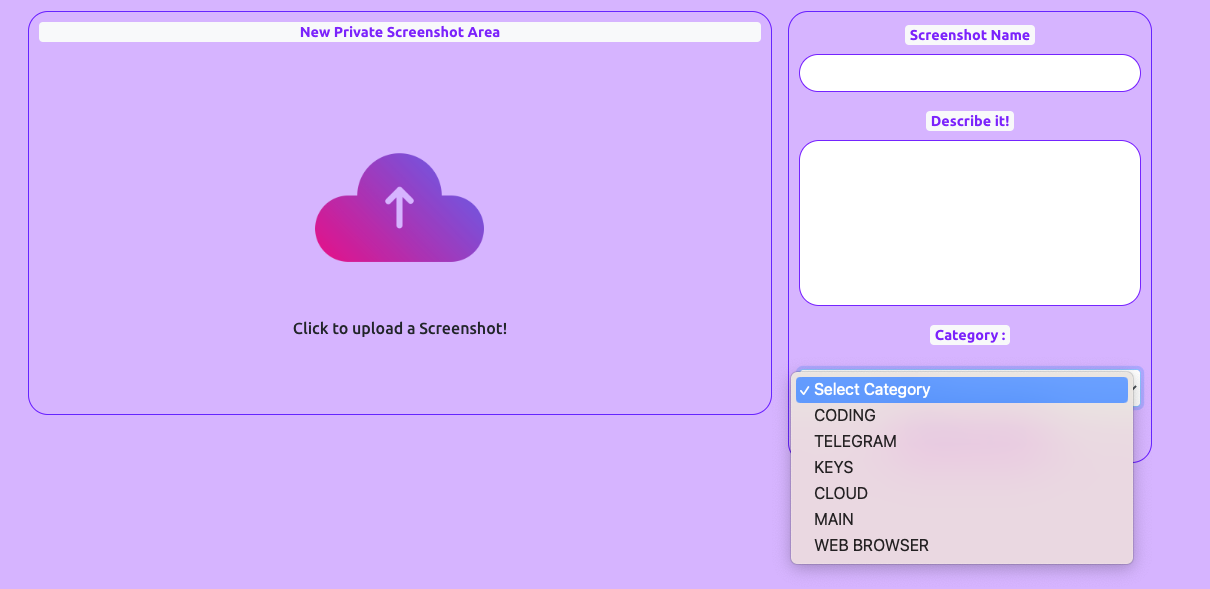 New Private Screenshot Area
Click to upload a Screenshot!
Screenshot Name
Describe it!
Category :
Select Category
CODING
TELEGRAM
KEYS
CLOUD
MAIN
WEB BROWSER